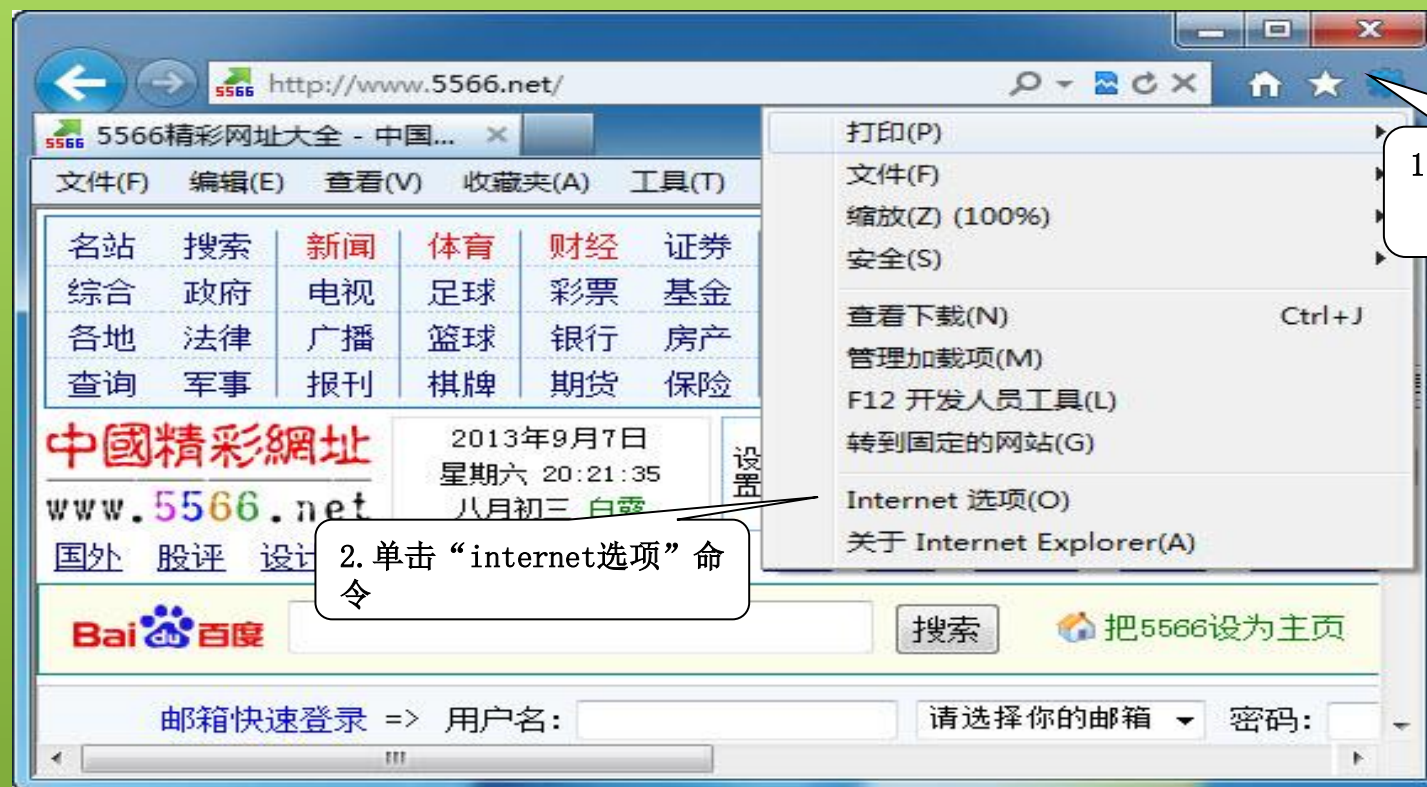 5566 http://www.5566.net/
5566 5566精彩网址大全 - 中国...
文件(F) 编辑(E) 查看(V) 收藏夹(A) 工具(T)
打印(P)
文件(F)
缩放(Z) (100%)
安全(S)
查看下载(N) Ctrl+J
管理加载项(M)
F12 开发人员工具(L)
转到固定的网站(G)
Internet 选项(O)
关于 Internet Explorer(A)
1
名站 搜索 新闻 体育 财经 证券
综合 政府 电视 足球 彩票 基金
各地 法律 广播 篮球 银行 房产
查询 军事 报刊 棋牌 期货 保险
中國精彩網址
www.5566.net
2013年9月7日
星期六 20:21:35
八月初三 白露
设
置
国外 股评 设计
2.单击“internet选项”命
令
Bai du 百度 搜索 把5566设为主页
邮箱快速登录 => 用户名: 请选择你的邮箱 密码: